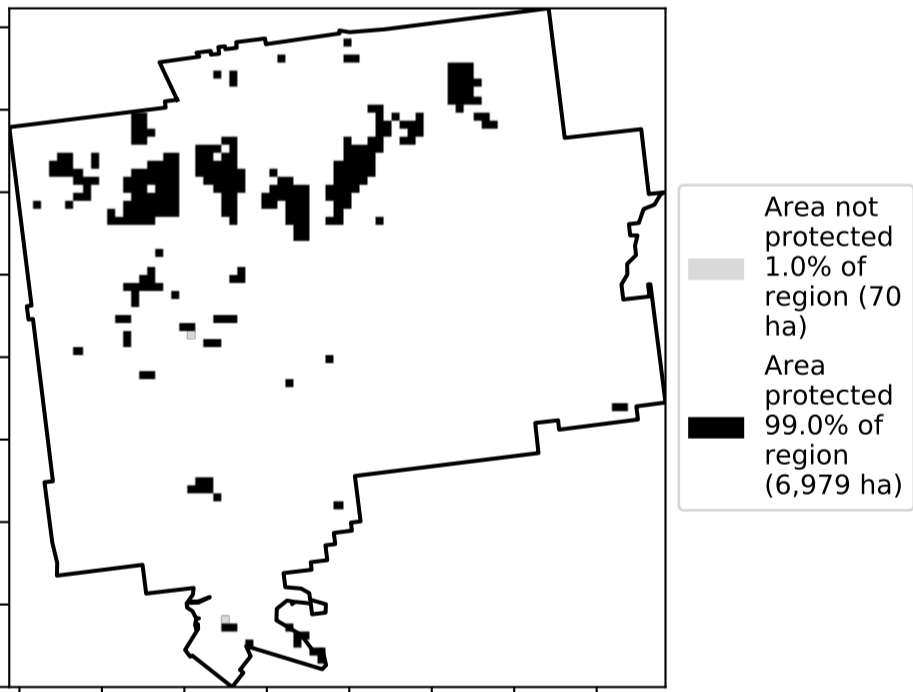 Area not
protected
1.0% of
region (70
ha)
Area
protected
99.0% of
region
(6,979 ha)